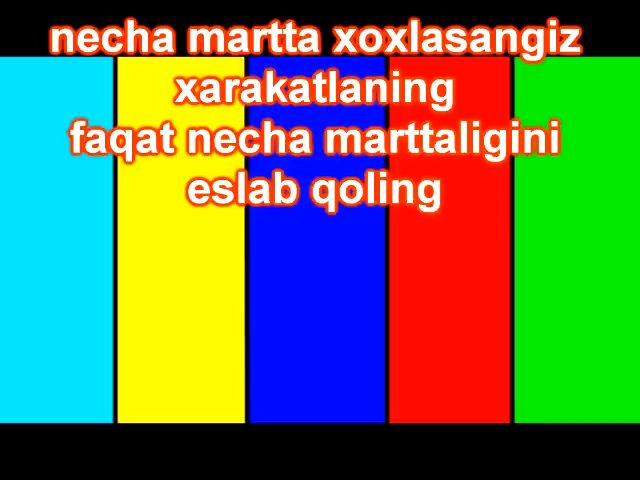 necha martta xoxlasangiz
xarakatlaning
faqat necha marttaligini
eslab qoling